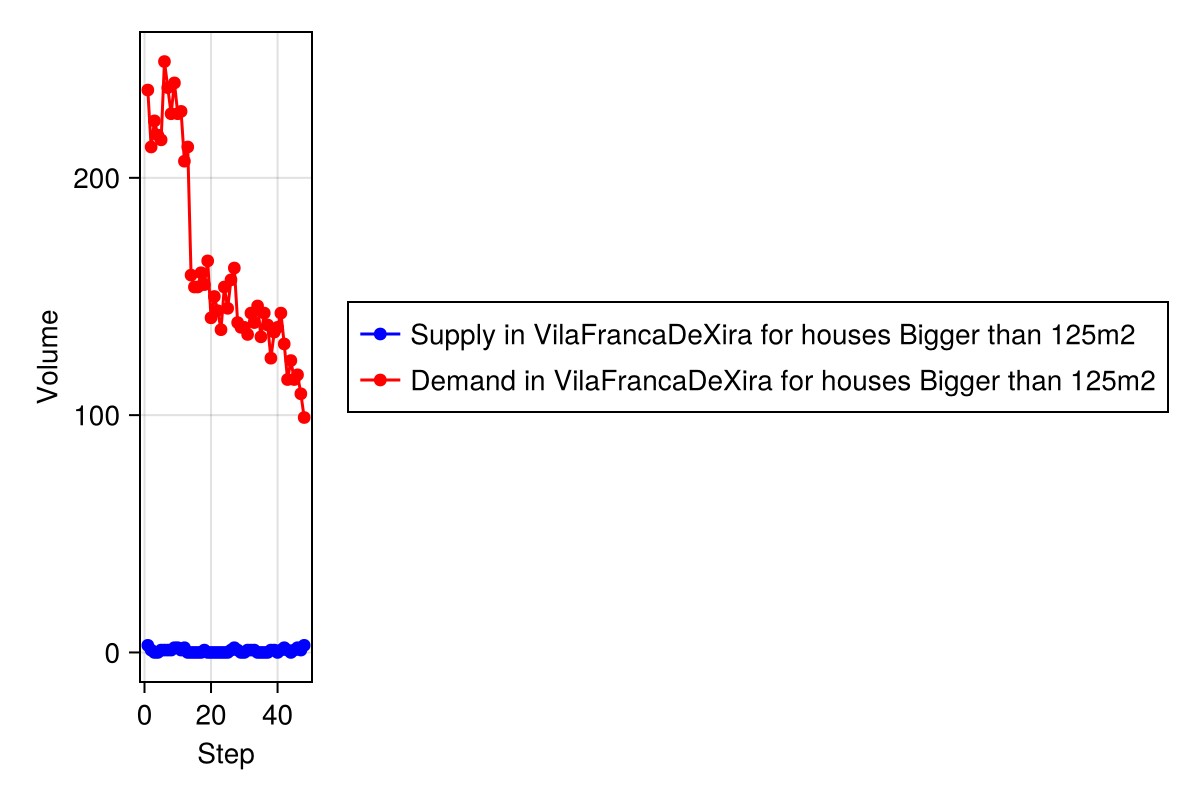 200
100
0
Volume
0 20 40
Step
Supply in VilaFrancaDeXira for houses Bigger than 125m2
Demand in VilaFrancaDeXira for houses Bigger than 125m2